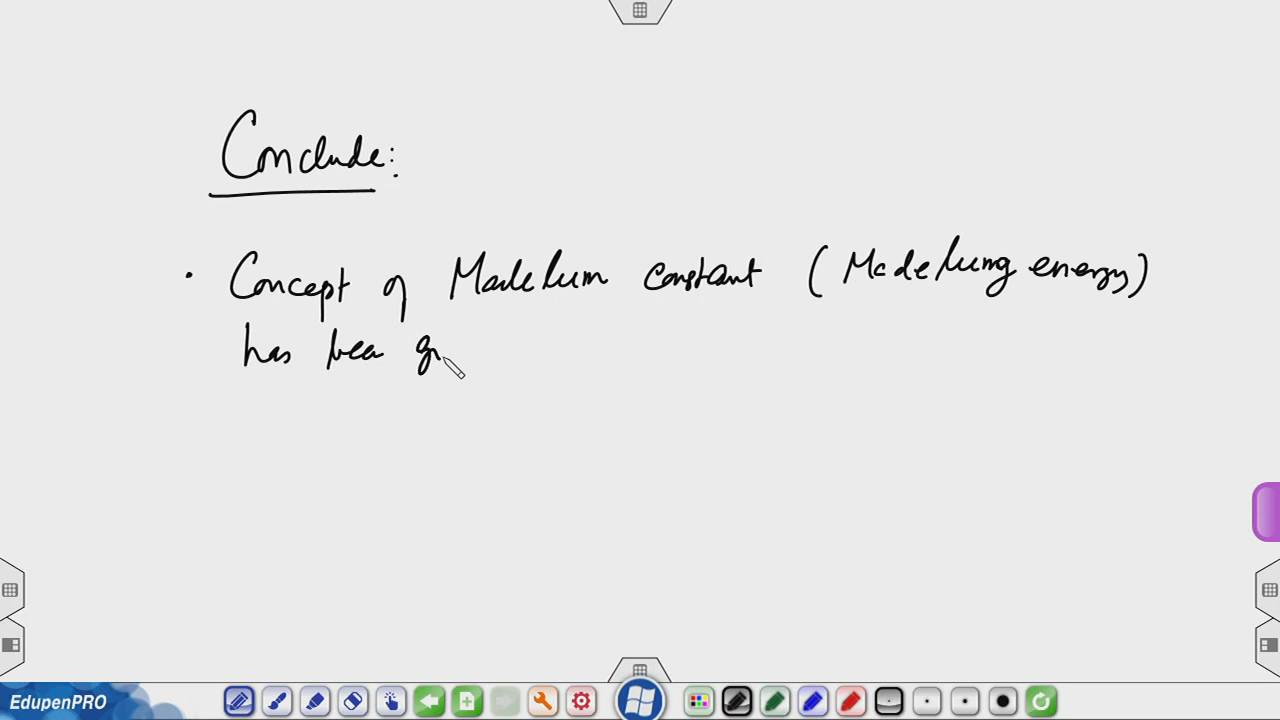 Conclude:
• Concept of Madelum constant (Madelung energy)
has been
EdupenPRO